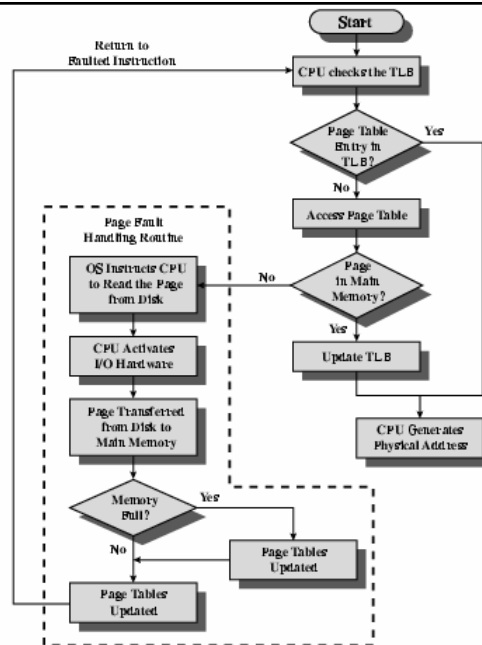 Start
Return to
Faulted Instruction
CPU checks the TLB
Page Table
Entry in
TLB?
Yes
No
Access Page Table
Page Fault
Handling Routine
OS Instructs CPU
to Read the Page
from Disk
No
Page
in Main
Memory?
Yes
CPU Activates
I/O Hardware
Update TLB
Page Transferred
from Disk to
Main Memory
CPU Generates
Physical Address
Memory
Full?
Yes
No
Page Tables
Updated
Page Tables
Updated